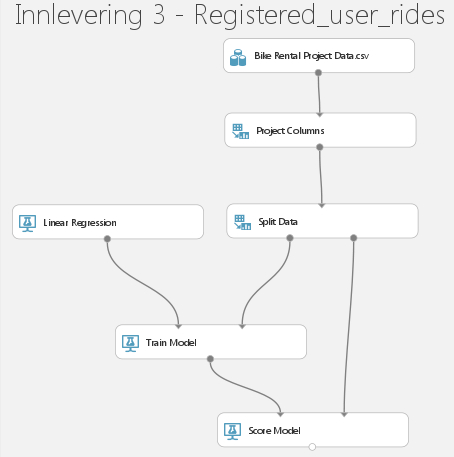 Innlevering 3 - Registered_user_rides
Bike Rental Project Data.csv
Project Columns
Linear Regression
Split Data
Train Model
Score Model